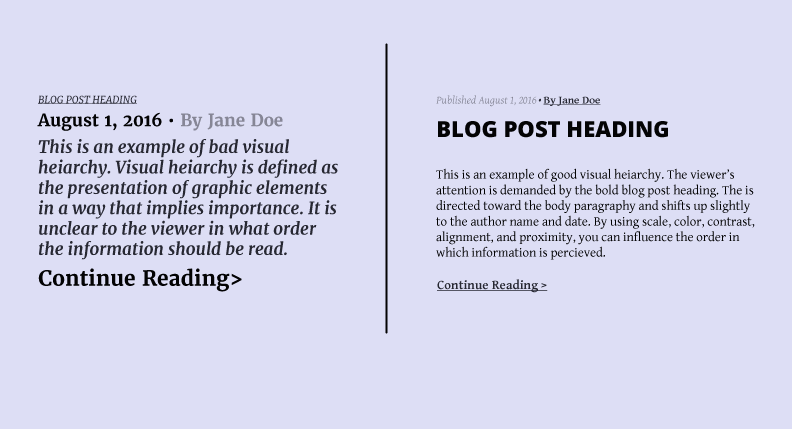 BLOG POST HEADING
August 1, 2016 • By Jane Doe
This is an example of bad visual
heiarchy. Visual heiarchy is defined as
the presentation of graphic elements
in a way that implies importance. It is
unclear to the viewer in what order
the information should be read.
Continue Reading>
Published August 1, 2016 • By Jane Doe
BLOG POST HEADING
This is an example of good visual heiarchy. The viewer's
attention is demanded by the bold blog post heading. The is
directed toward the body paragraph and shifts up slightly
to the author name and date. By using scale, color, contrast,
alignment, and proximity, you can influence the order in
which information is percieved.
Continue Reading >